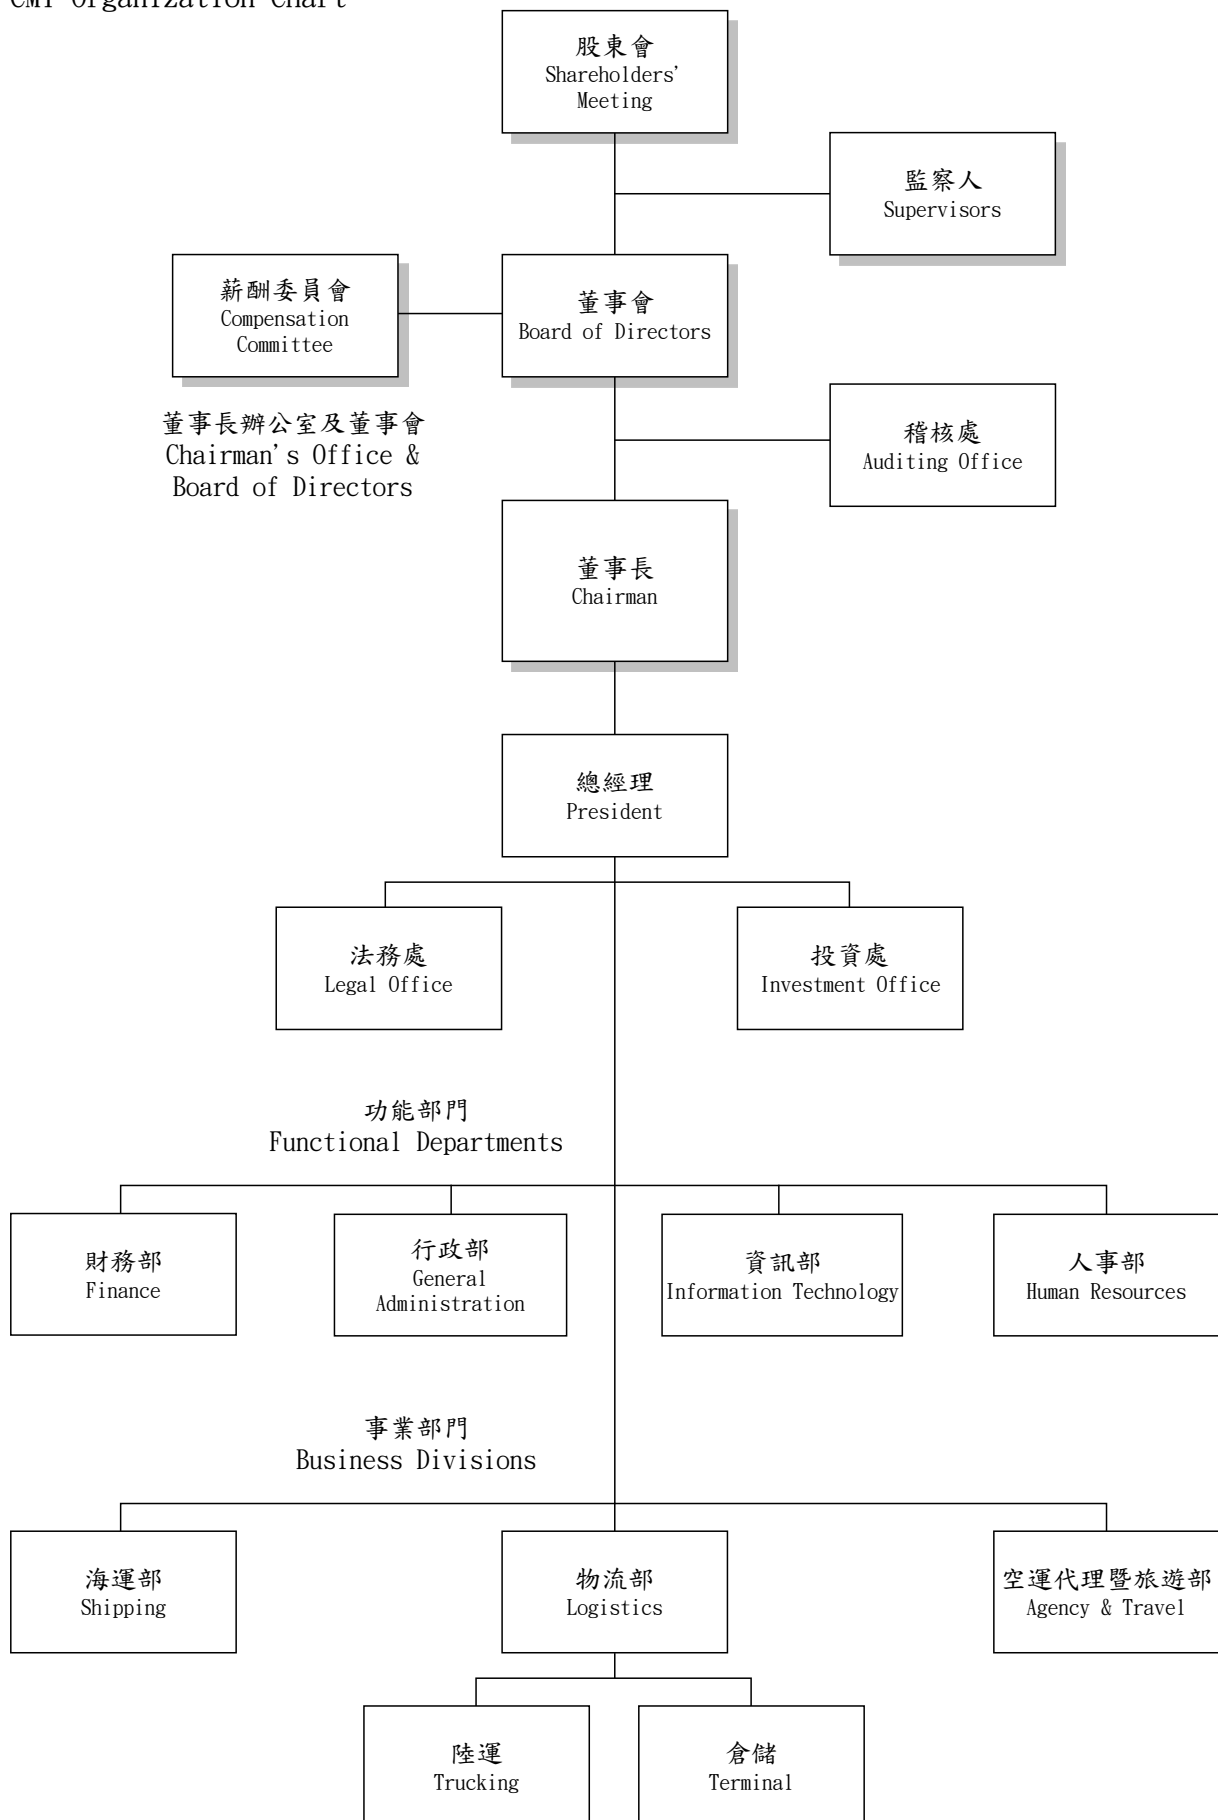 CMT Organization Chart
股東會
Shareholders'
Meeting
監察人
Supervisors
薪酬委員會
Compensation
Committee
董事會
Board of Directors
董事長辦公室及董事會
Chairman's Office &
Board of Directors
稽核處
Auditing Office
董事長
Chairman
總經理
President
法務處
Legal Office
投資處
Investment Office
功能部門
Functional Departments
財務部
Finance
行政部
General
Administration
資訊部
Information Technology
人事部
Human Resources
事業部門
Business Divisions
海運部
Shipping
物流部
Logistics
空運代理暨旅遊部
Agency & Travel
陸運
Trucking
倉儲
Terminal